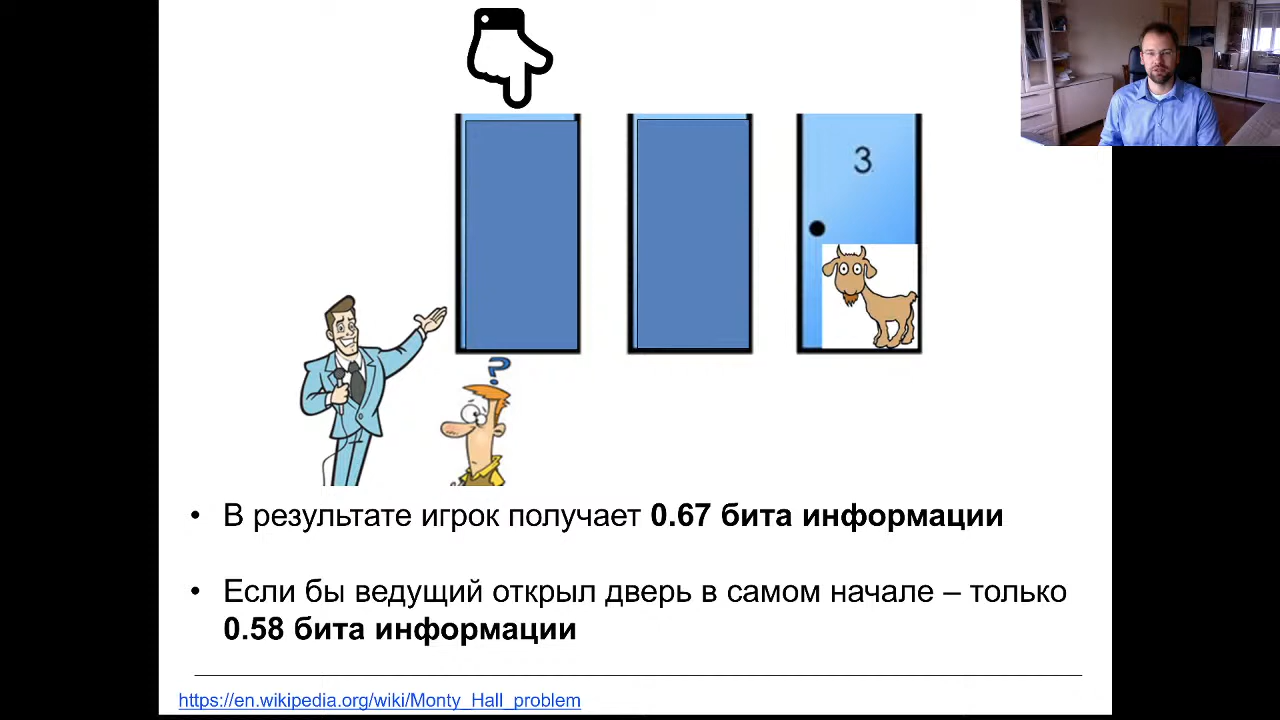 3
?
• В результате игрок получает 0.67 бита информации
• Если бы ведущий открыл дверь в самом начале – только
0.58 бита информации
https://en.wikipedia.org/wiki/Monty_Hall_problem